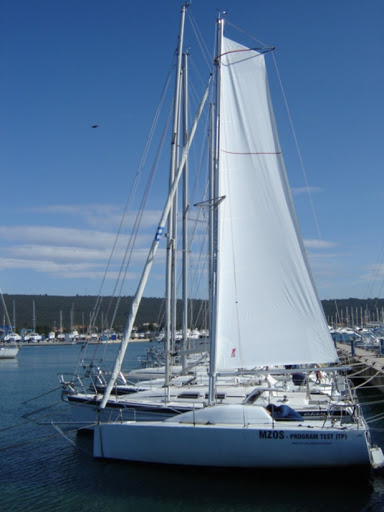 MZOS - PROGRAM TEST (TP)